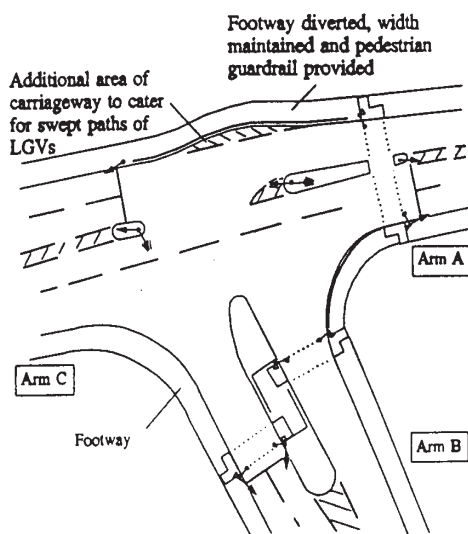 Footway diverted, width
maintained and pedestrian
guardrail provided
Additional area of
carriageway to cater
for swept paths of
LGVs
Arm A
Arm C
Footway
Arm B